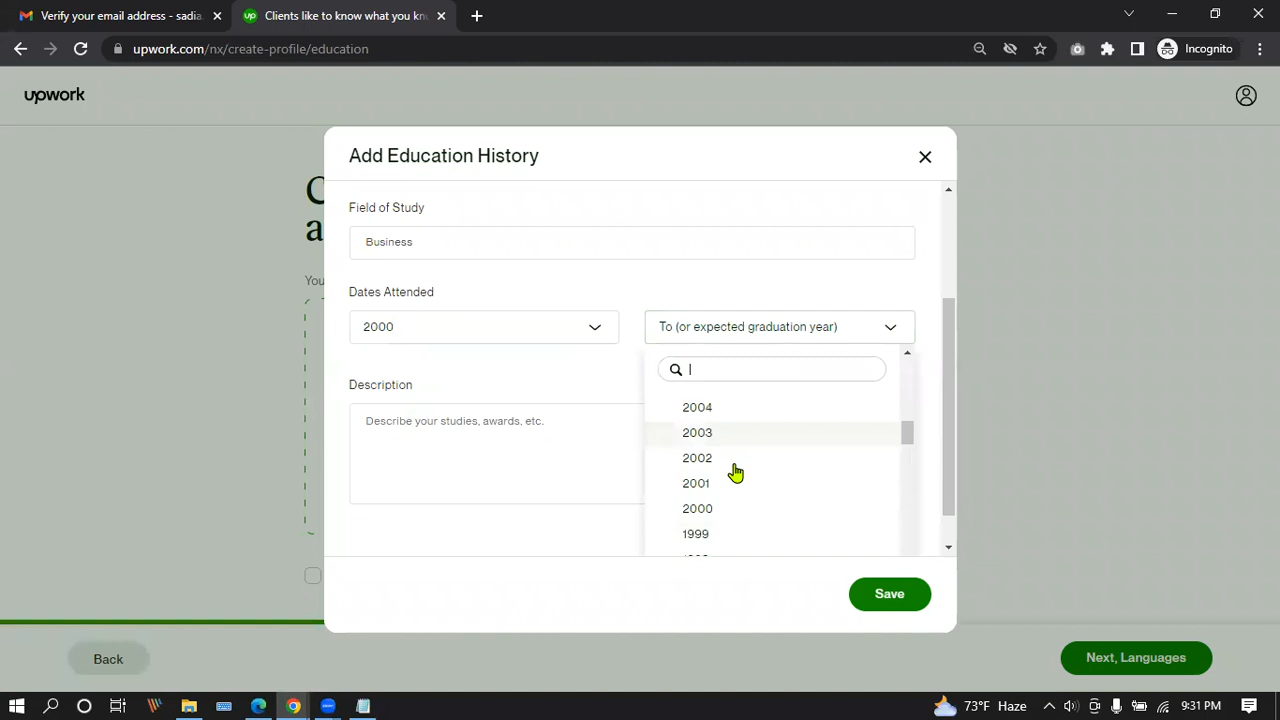 Verify your email address - sadia
Clients like to know what you kn
upwork.com/nx/create-profile/education
Incognito
upwork
Add Education History
Field of Study
Business
Dates Attended
2000
To (or expected graduation year)
Description
Describe your studies, awards, etc.
2004
2003
2002
2001
2000
1999
Save
Back
Next, Languages
73°F Haze
9:31 PM